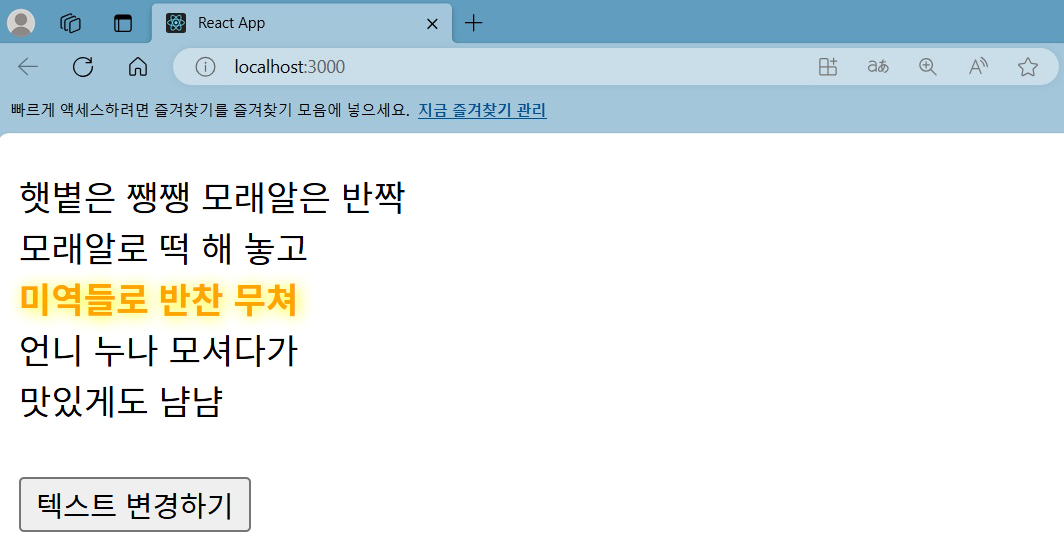 React App
localhost:3000
빠르게 액세스하려면 즐겨찾기를 즐겨찾기 모음에 넣으세요. 지금 즐겨찾기 관리
햇볕은 쨍쨍 모래알은 반짝
모래알로 떡 해 놓고
미역들로 반찬 무쳐
언니 누나 모셔다가
맛있게도 냠냠
텍스트 변경하기